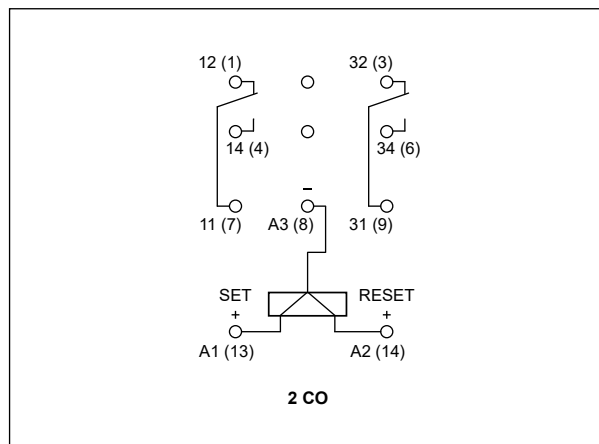 12 (1) 32 (3)
14 (4) 34 (6)
–
11 (7) A3 (8) 31 (9)
SET RESET
+ +
A1 (13) A2 (14)
2 CO